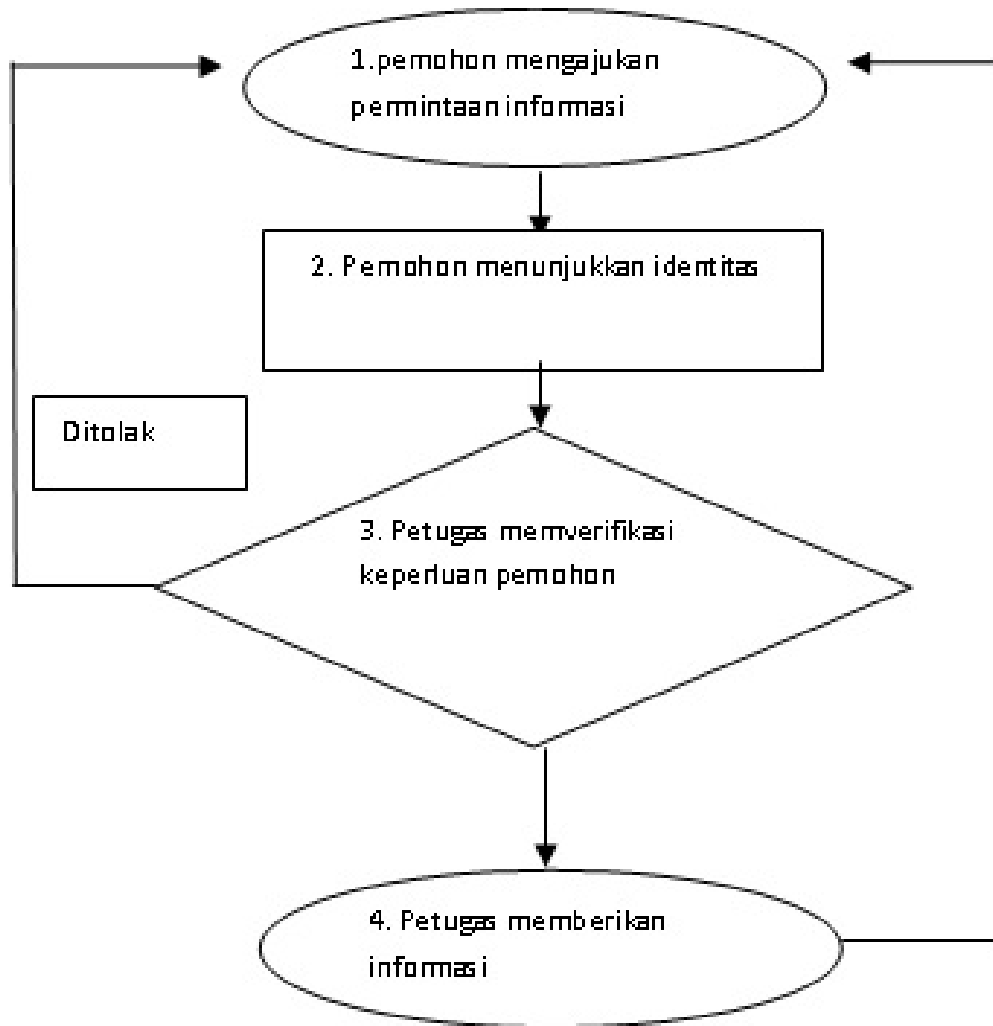 1.pemohon mengajukan
permintaan informasi
2. Pemohon menunjukkan identitas
Ditolak
3. Petugas memverifikasi
keperluan pemohon
4. Petugas memberikan
informasi